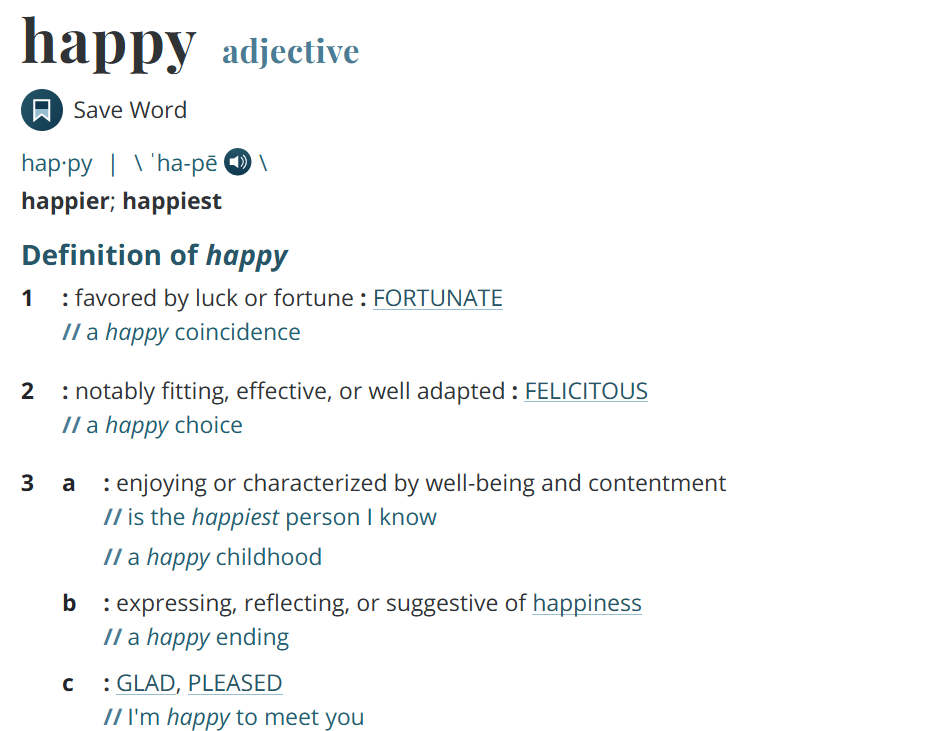 happy adjective
Save Word
hap·py | \ ˈha-pē \
happier; happiest
Definition of happy
1 : favored by luck or fortune : FORTUNATE
// a happy coincidence
2 : notably fitting, effective, or well adapted : FELICITOUS
// a happy choice
3 a : enjoying or characterized by well-being and contentment
// is the happiest person I know
// a happy childhood
b : expressing, reflecting, or suggestive of happiness
// a happy ending
c : GLAD, PLEASED
// I'm happy to meet you